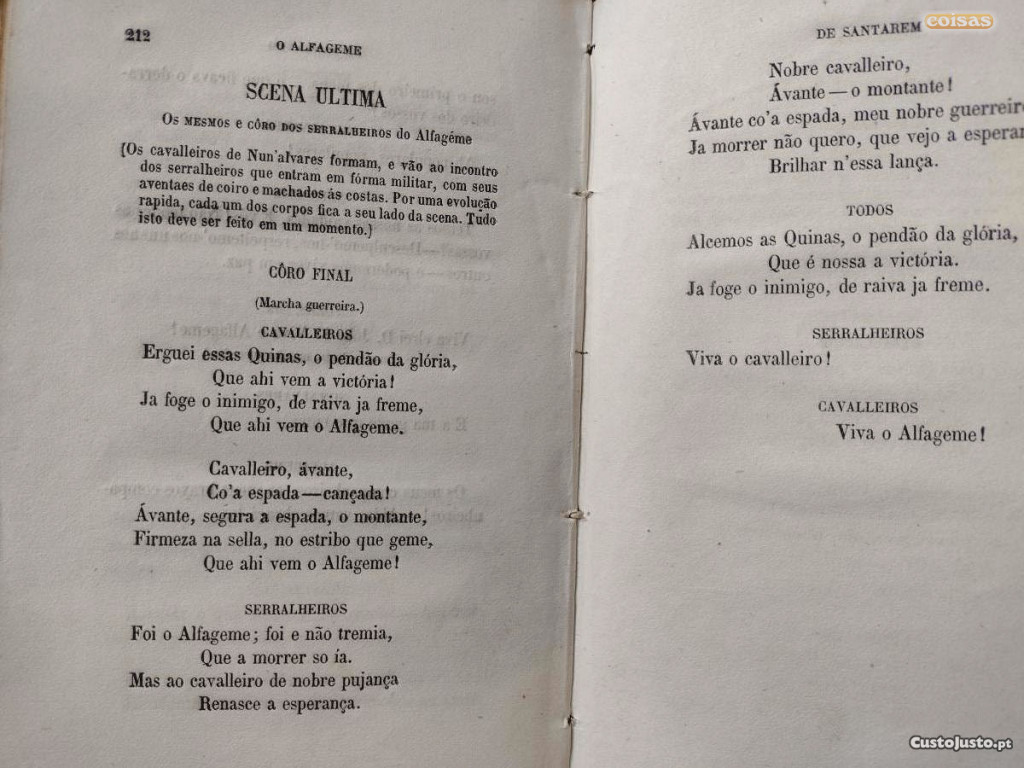 212
O ALFAGEME
SCENA ULTIMA
Os MESMOS e CÔRO DOS SERRALHEIROS do Alfagéme
(Os cavalleiros de Nun'alvares formam, e vão ao incontro
dos serralheiros que entram em fórma militar, com seus
aventaes de coiro e machados ás costas. Por uma evolução
rapida, cada um dos corpos fica a seu lado da scena. Tudo
isto deve ser feito em um momento.)
CÔRO FINAL
(Marcha guerreira.)
CAVALLEIROS
Erguei essas Quinas, o pendão da glória,
Que ahi vem a victória!
Ja foge o inimigo, de raiva ja freme,
Que ahi vem o Alfageme.
Cavalleiro, ávante,
Co'a espada—cançada!
Ávante, segura a espada, o montante,
Firmeza na sella, no estribo que geme,
Que ahi vem o Alfageme!
SERRALHEIROS
Foi o Alfageme; foi e não tremia,
Que a morrer so ía.
Mas ao cavalleiro de nobre pujança
Renasce a esperança.
DE SANTAREM
Nobre cavalleiro,
Ávante—o montante!
Ávante co'a espada, meu nobre guerreiro
Ja morrer não quero, que vejo a esperan
Brilhar n'essa lança.
TODOS
Alcemos as Quinas, o pendão da glória,
Que é nossa a victória.
Ja foge o inimigo, de raiva ja freme.
SERRALHEIROS
Viva o cavalleiro!
CAVALLEIROS
Viva o Alfageme!
coisas
CustoJusto.pt